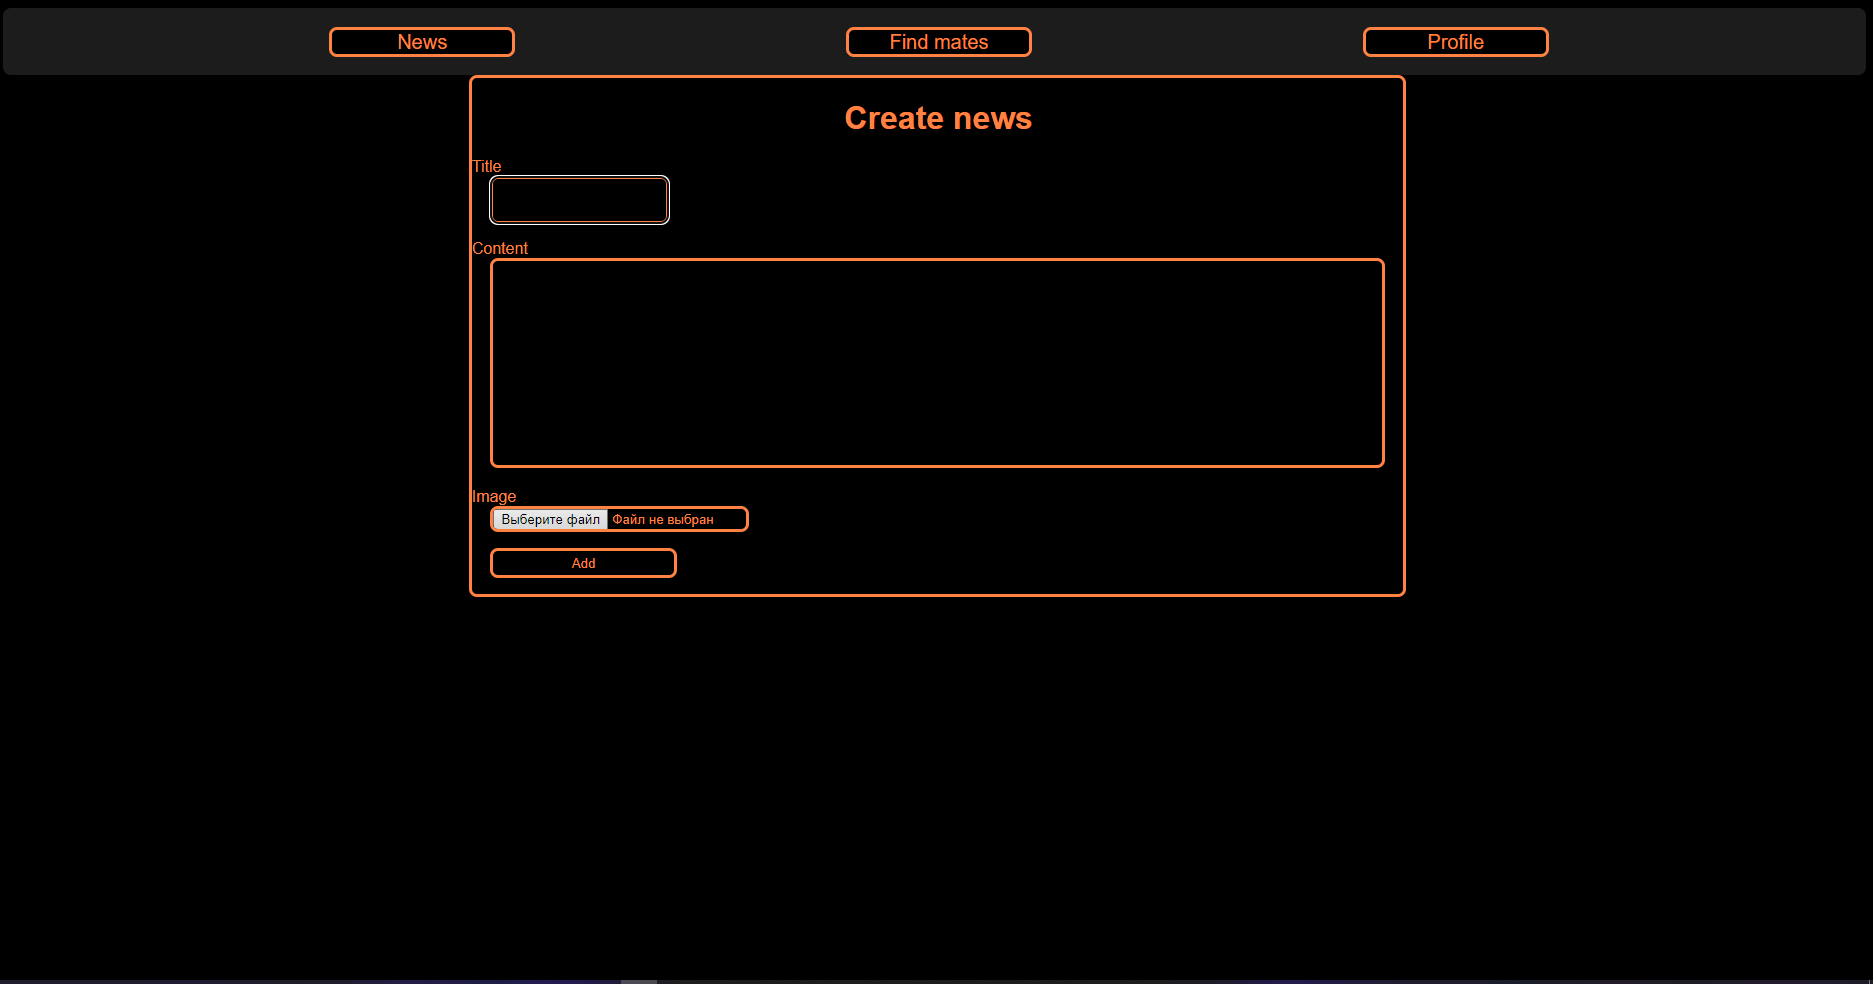 News Find mates Profile
Create news
Title
Content
Image
Выберите файл Файл не выбран
Add